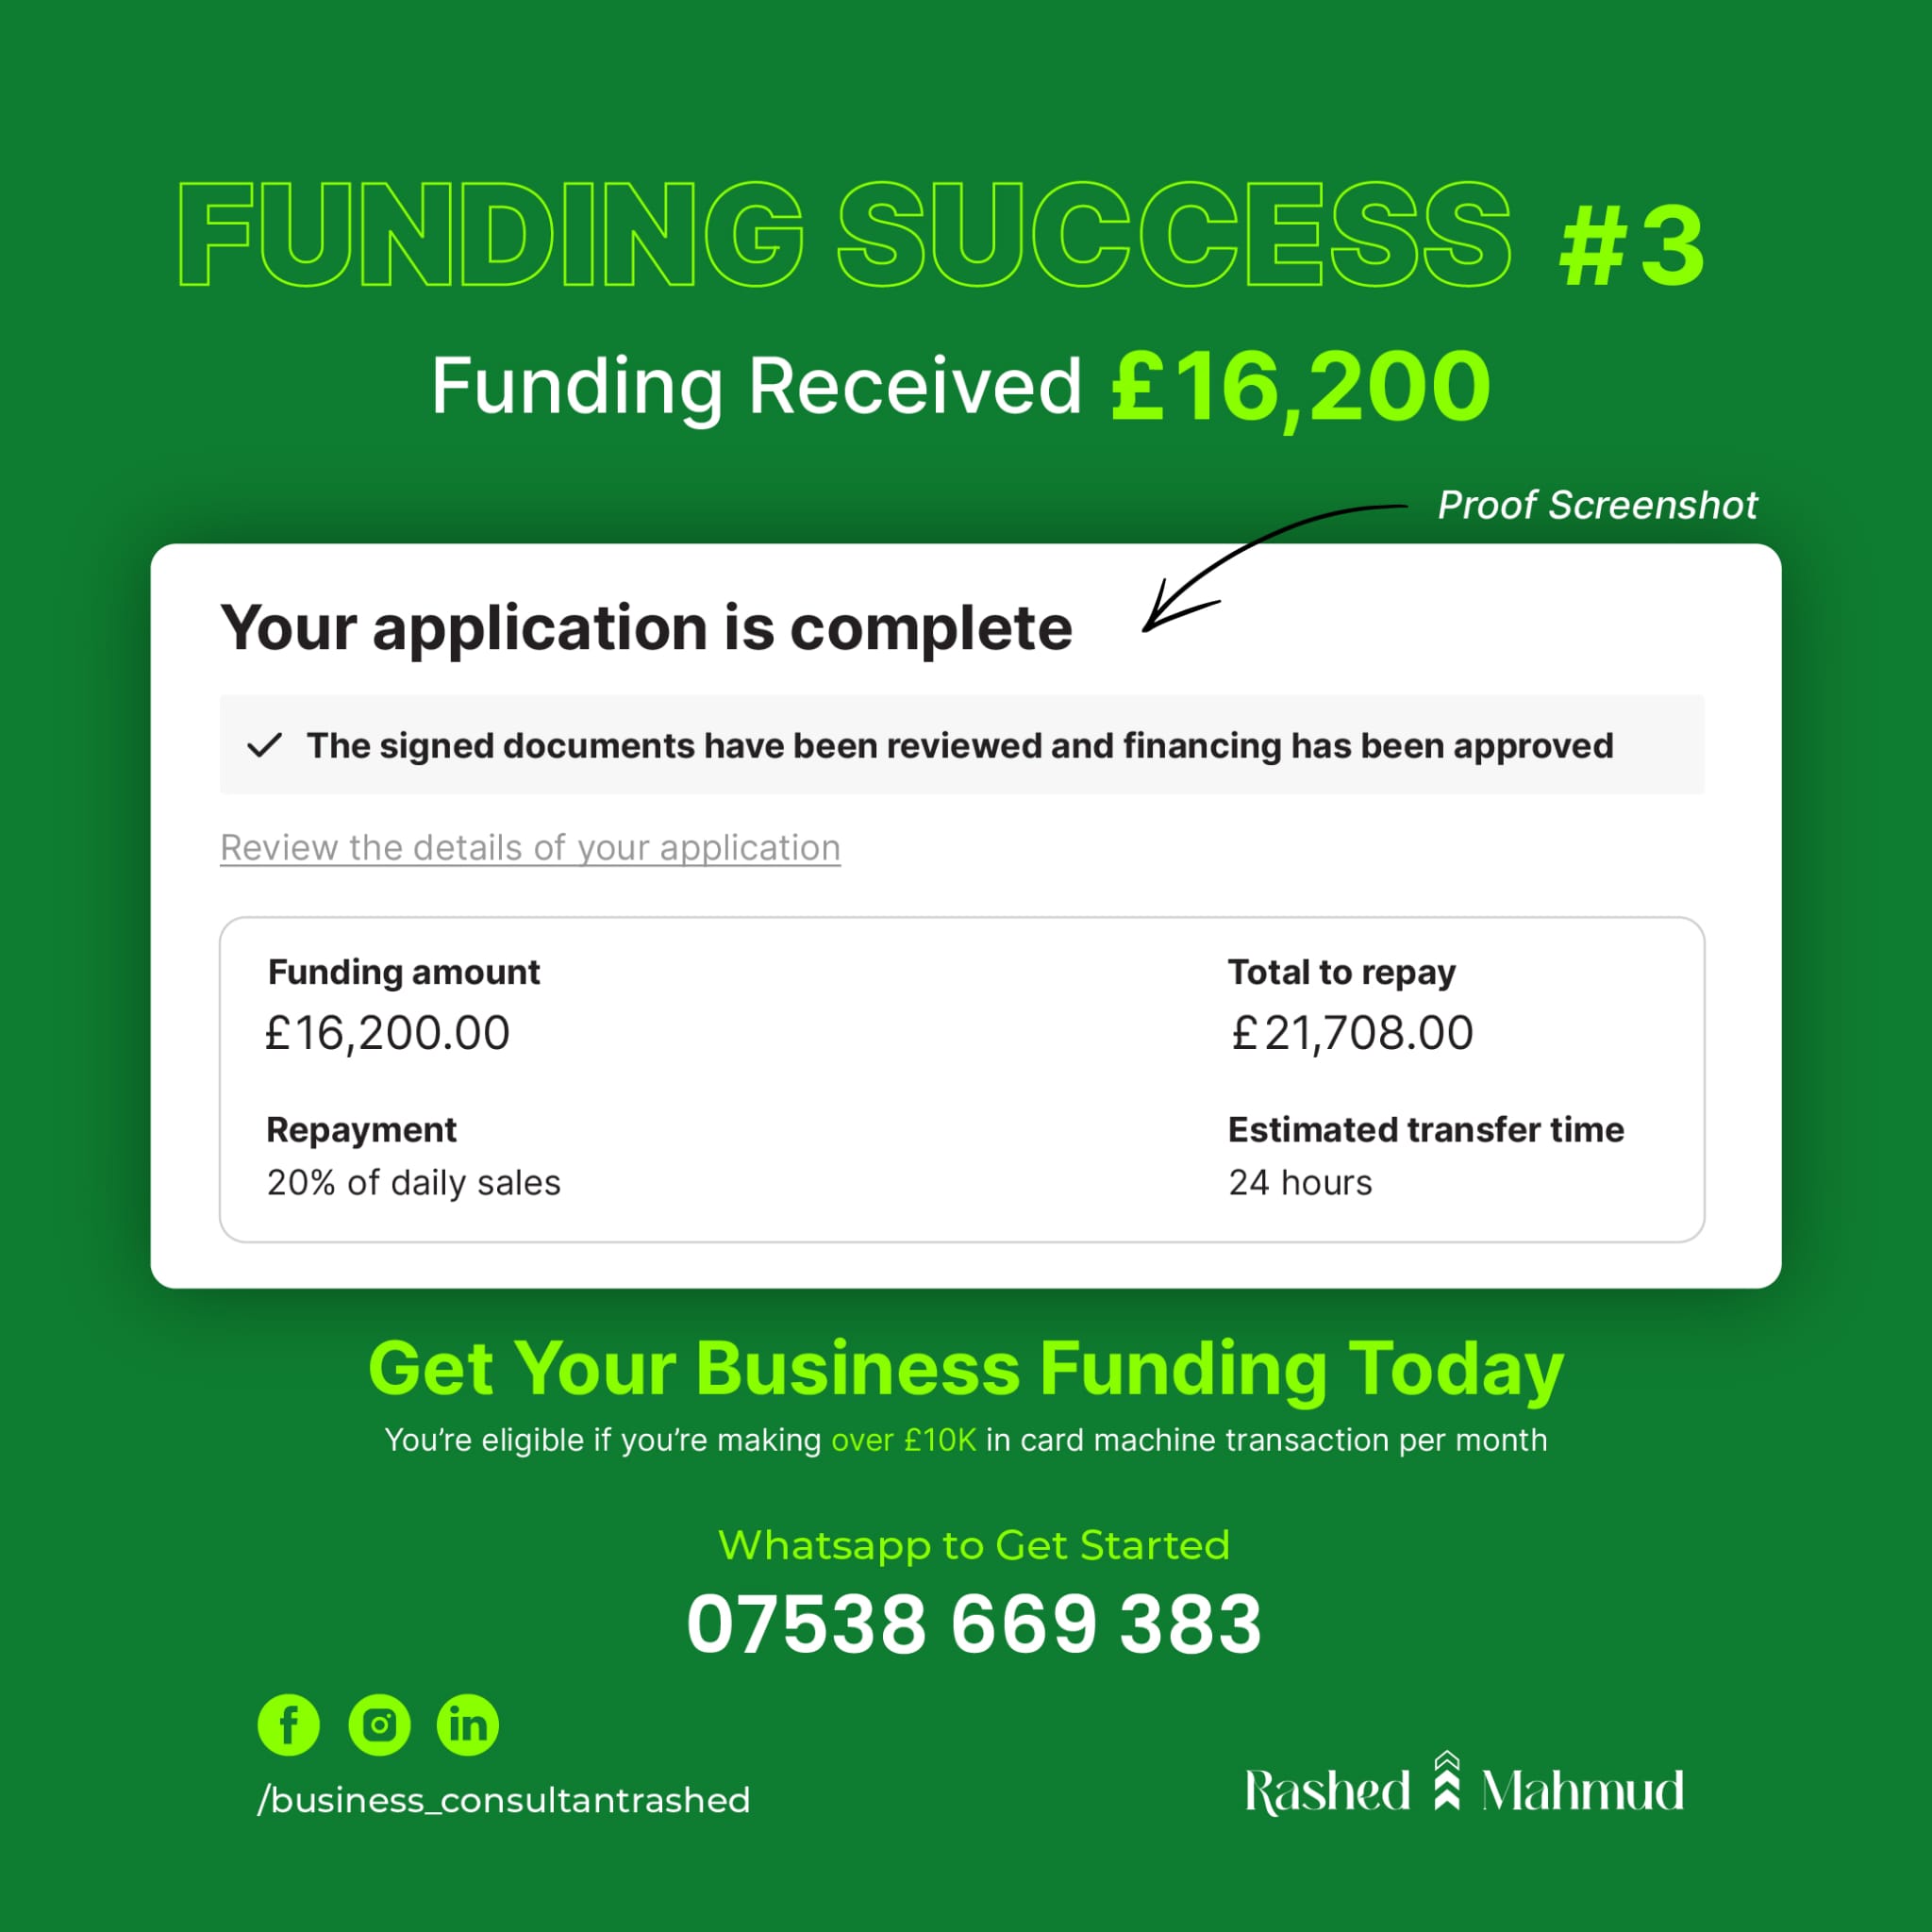 FUNDING SUCCESS #3
Funding Received £16,200
Proof Screenshot
Your application is complete
The signed documents have been reviewed and financing has been approved
Review the details of your application
Funding amount
£16,200.00
Total to repay
£21,708.00
Repayment
20% of daily sales
Estimated transfer time
24 hours
Get Your Business Funding Today
You're eligible if you're making over £10K in card machine transaction per month
Whatsapp to Get Started
07538 669 383
/business_consultantrashed
Rashed Mahmud